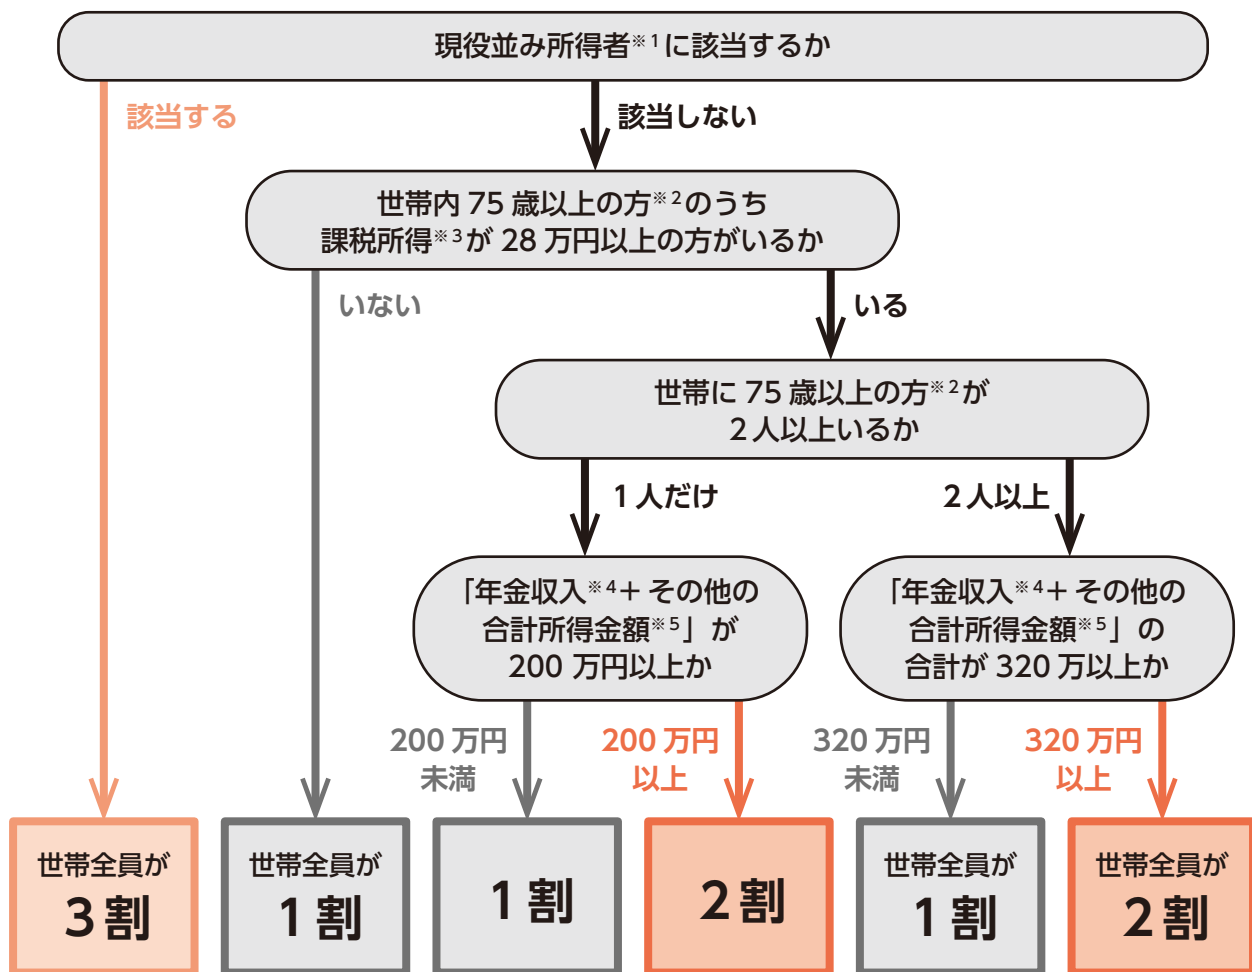 現役並み所得者※1に該当するか
該当する
該当しない
世帯内75歳以上の方※2のうち
課税所得※3が28万円以上の方がいるか
いない
いる
世帯に75歳以上の方※2が
2人以上いるか
1人だけ
2人以上
「年金収入※4+その他の
合計所得金額※5」が
200万円以上か
「年金収入※4+その他の
合計所得金額※5」の
合計が320万以上か
200万円
未満
200万円
以上
320万円
未満
320万円
以上
世帯全員が
3割
世帯全員が
1割
1割
2割
世帯全員が
1割
世帯全員が
2割